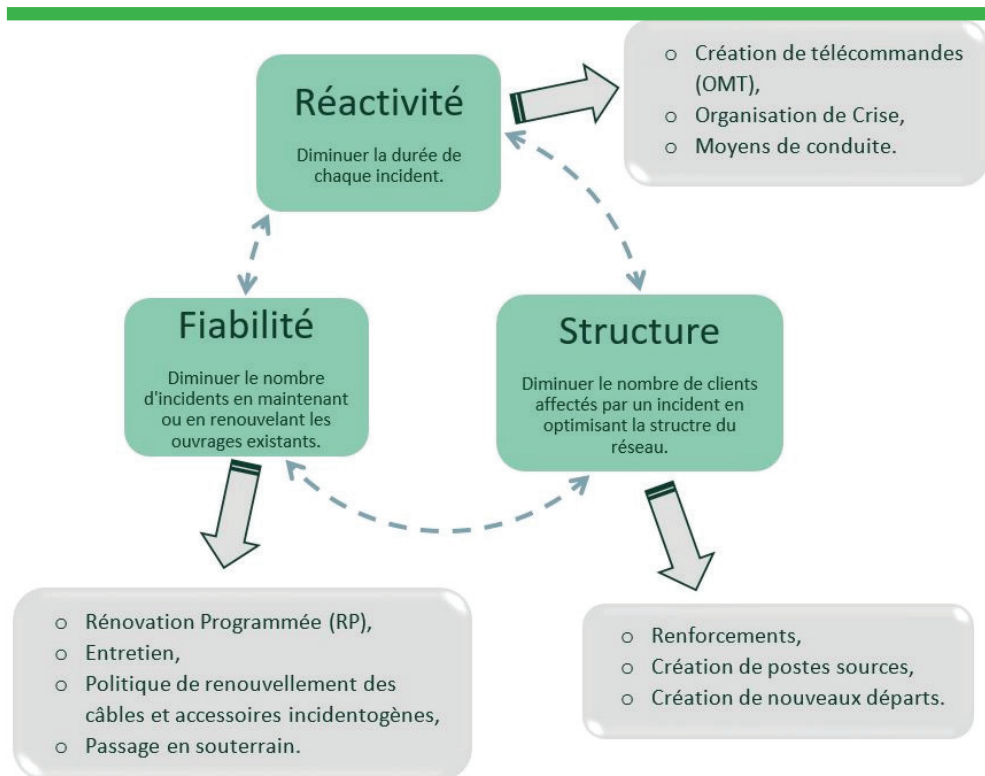 Réactivité
Diminuer la durée de
chaque incident.
o Création de télécommandes
(OMT),
o Organisation de Crise,
o Moyens de conduite.
Fiabilité
Diminuer le nombre
d'incidents en maintenant
ou en renouvelant les
ouvrages existants.
Structure
Diminuer le nombre de clients
affectés par un incident en
optimisant la structre du
réseau.
o Rénovation Programmée (RP),
o Entretien,
o Politique de renouvellement des
câbles et accessoires incidentogènes,
o Passage en souterrain.
o Renforcements,
o Création de postes sources,
o Création de nouveaux départs.